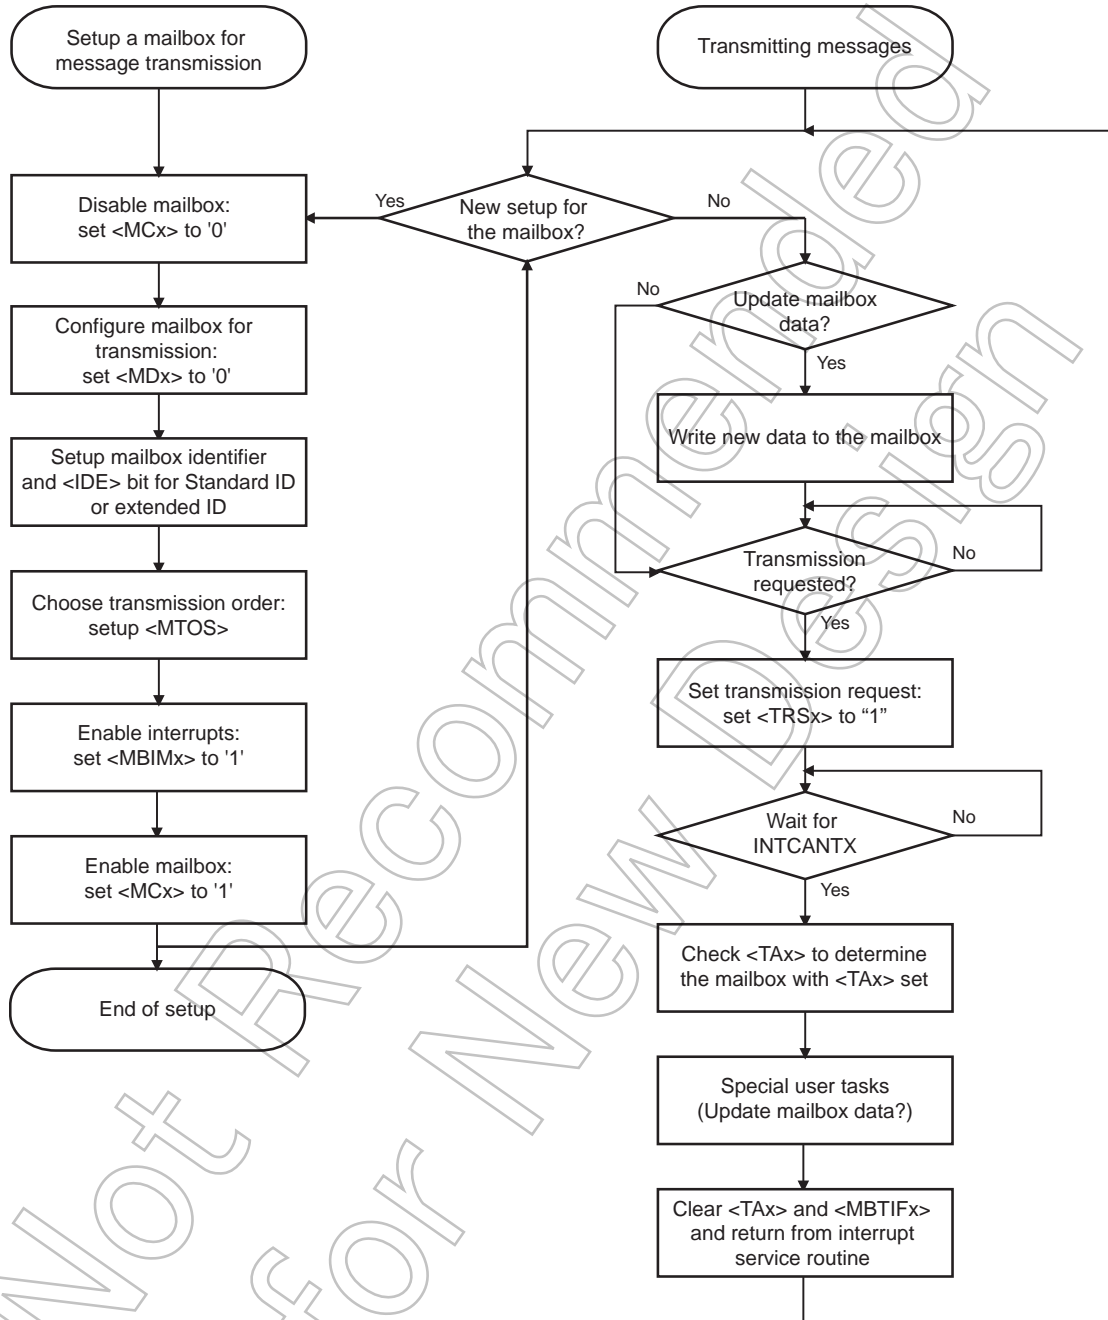 Setup a mailbox for
message transmission
Disable mailbox:
set <MCx> to '0'
Configure mailbox for
transmission:
set <MDx> to '0'
Setup mailbox identifier
and <IDE> bit for Standard ID
or extended ID
Choose transmission order:
setup <MTOS>
Enable interrupts:
set <MBIMx> to '1'
Enable mailbox:
set <MCx> to '1'
End of setup
Transmitting messages
Yes
New setup for
the mailbox?
No
No
Update mailbox
data?
Yes
Write new data to the mailbox
Transmission
requested?
No
Yes
Set transmission request:
set <TRSx> to “1”
Wait for
INTCANTX
No
Yes
Check <TAx> to determine
the mailbox with <TAx> set
Special user tasks
(Update mailbox data?)
Clear <TAx> and <MBTIFx>
and return from interrupt
service routine
Not Recommended
for New Design